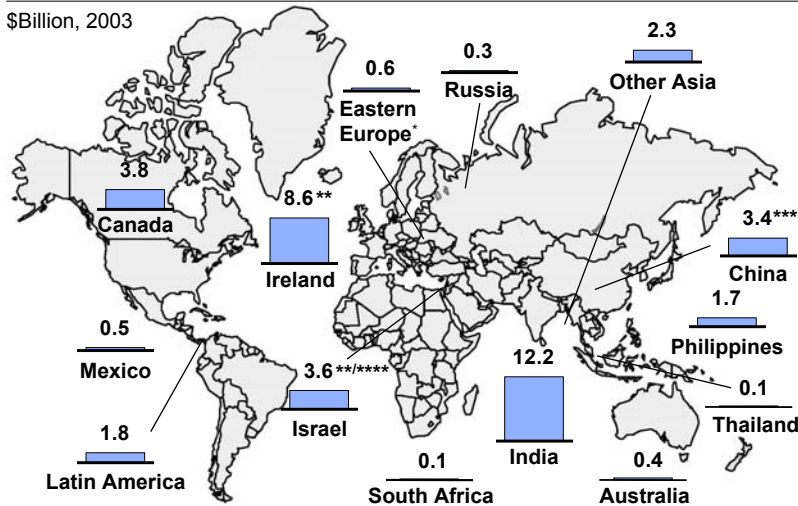 $Billion, 2003
2.3
Other Asia
0.3
Russia
0.6
Eastern
Europe*
3.8
Canada
8.6**
Ireland
3.4***
China
1.7
Philippines
0.5
Mexico
3.6 **/****
Israel
12.2
India
0.1
Thailand
1.8
Latin America
0.1
South Africa
0.4
Australia